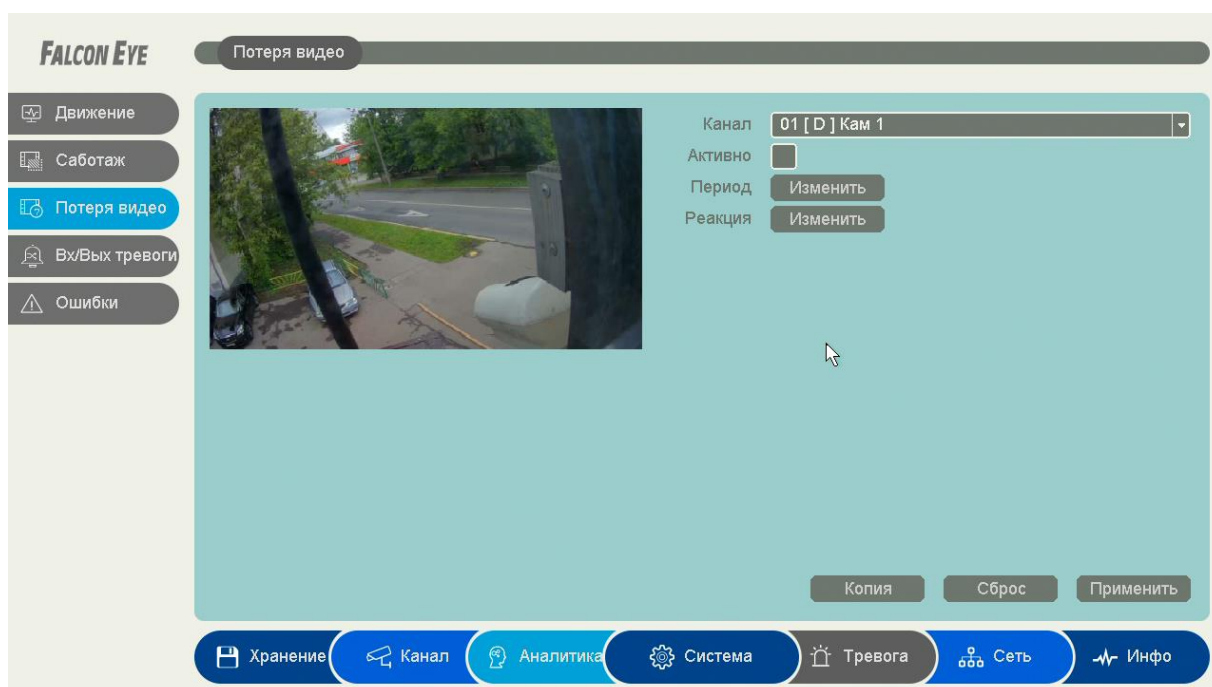 FALCON EYE
Потеря видео
Движение
Саботаж
Потеря видео
Вх/Вых тревоги
Ошибки
Канал 01 [ D ] Кам 1
Активно
Период Изменить
Реакция Изменить
Копия Сброс Применить
Хранение Канал Аналитика Система Тревога Сеть Инфо